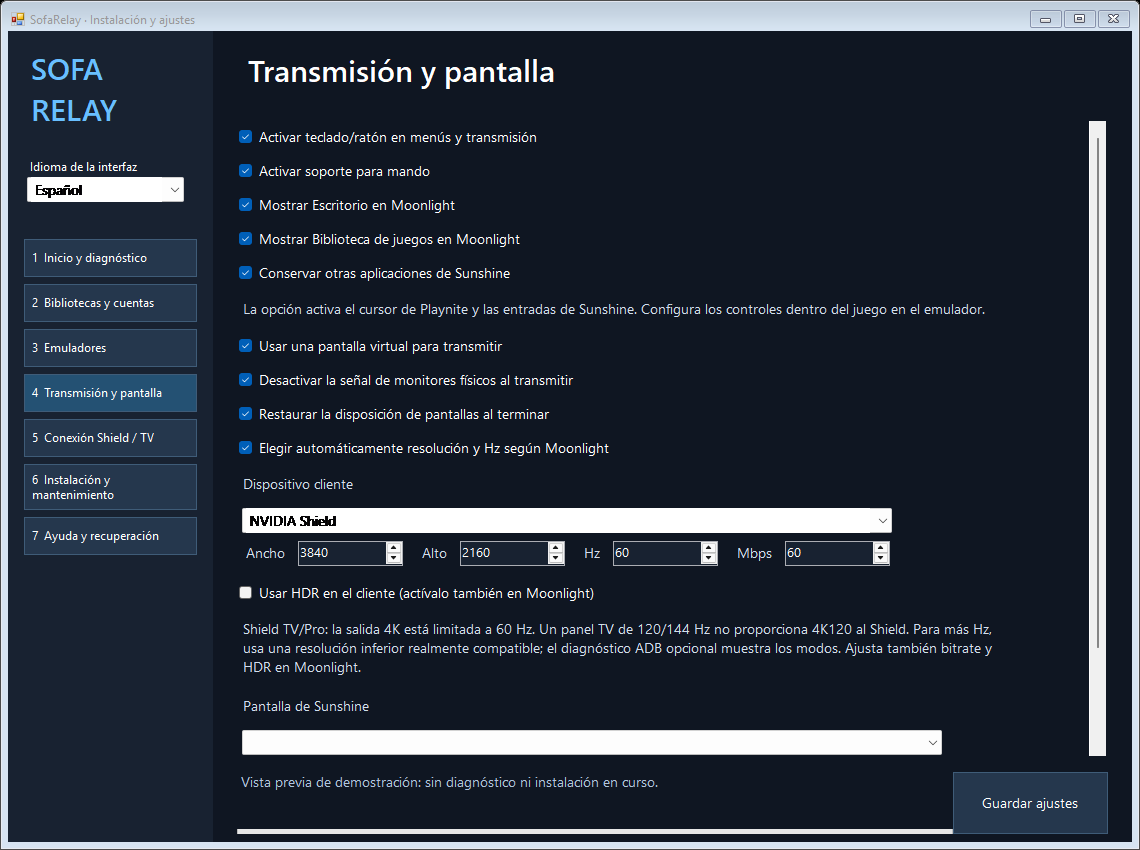 SofaRelay - Instalación y ajustes
SOFA
RELAY
Idioma de la interfaz
Español
1 Inicio y diagnóstico
2 Bibliotecas y cuentas
3 Emuladores
4 Transmisión y pantalla
5 Conexión Shield / TV
6 Instalación y
mantenimiento
7 Ayuda y recuperación
Transmisión y pantalla
Activar teclado/ratón en menús y transmisión
Activar soporte para mando
Mostrar Escritorio en Moonlight
Mostrar Biblioteca de juegos en Moonlight
Conservar otras aplicaciones de Sunshine
La opción activa el cursor de Playnite y las entradas de Sunshine. Configura los controles dentro del juego en el emulador.
Usar una pantalla virtual para transmitir
Desactivar la señal de monitores físicos al transmitir
Restaurar la disposición de pantallas al terminar
Elegir automáticamente resolución y Hz según Moonlight
Dispositivo cliente
NVIDIA Shield
Ancho 3840 Alto 2160 Hz 60 Mbps 60
Usar HDR en el cliente (actívalo también en Moonlight)
Shield TV/Pro: la salida 4K está limitada a 60 Hz. Un panel TV de 120/144 Hz no proporciona 4K120 al Shield. Para más Hz,
usa una resolución inferior realmente compatible; el diagnóstico ADB opcional muestra los modos. Ajusta también bitrate y
HDR en Moonlight.
Pantalla de Sunshine
Vista previa de demostración: sin diagnóstico ni instalación en curso.
Guardar ajustes